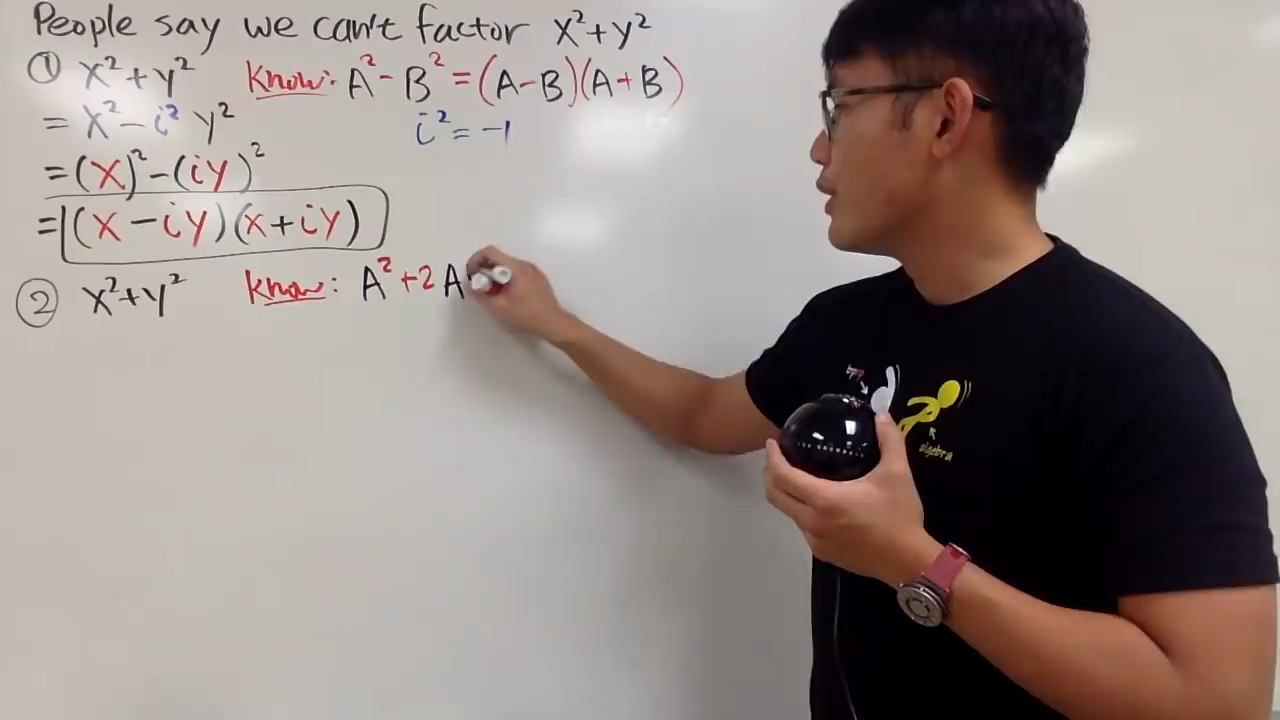 People say we can't factor x²+y²
① x²+y² Know: A²-B²=(A-B)(A+B)
= x²-i²y² i²=-1
=(x)²-(iy)²
=(x-iy)(x+iy)
② x²+y² know: A²+2A
algebra